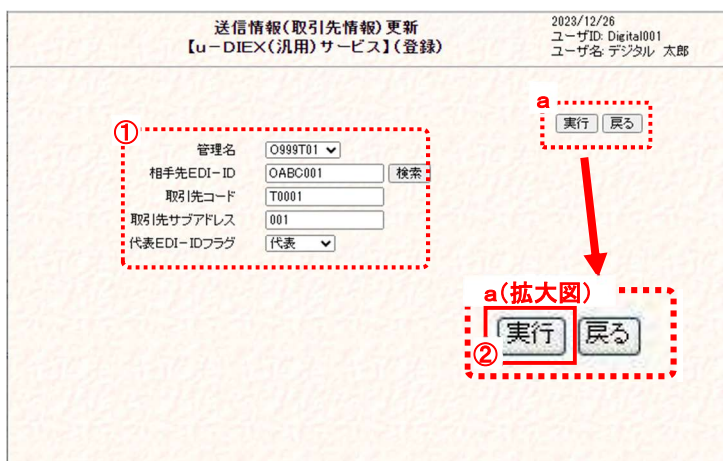 送信情報(取引先情報)更新
【u-DIEX(汎用)サービス】(登録)
2023/12/26
ユーザID: Digital001
ユーザ名: デジタル 太郎
a
実行 戻る
①
管理名 O999T01
相手先EDI-ID OABC001 検索
取引先コード T0001
取引先サブアドレス 001
代表EDI-IDフラグ 代表
a(拡大図)
実行 戻る
②